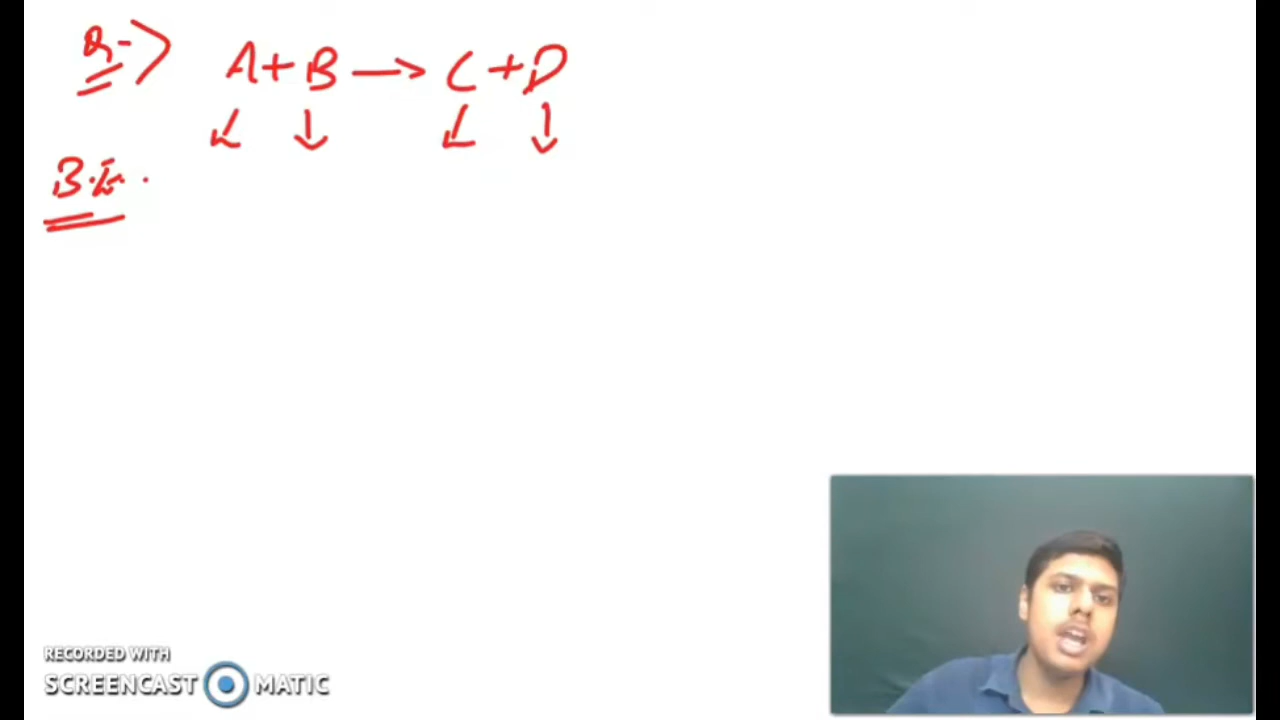 Q->
A + B → C + D
B.E.
RECORDED WITH
SCREENCAST MATIC